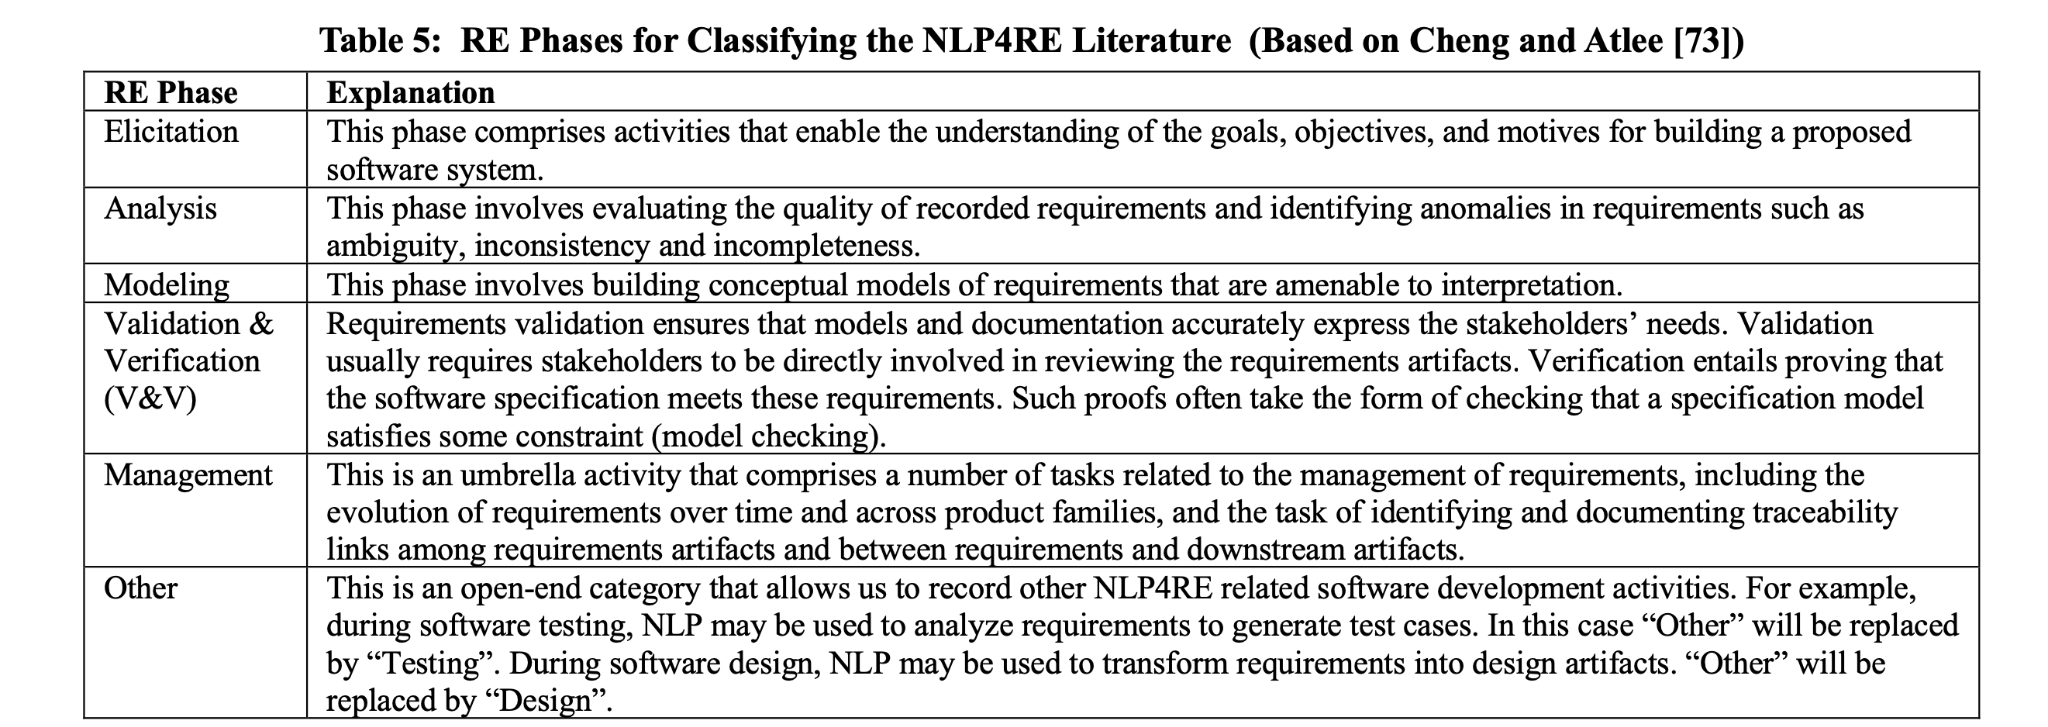 Table 5: RE Phases for Classifying the NLP4RE Literature (Based on Cheng and Atlee [73])
RE Phase Explanation
Elicitation This phase comprises activities that enable the understanding of the goals, objectives, and motives for building a proposed
software system.
Analysis This phase involves evaluating the quality of recorded requirements and identifying anomalies in requirements such as
ambiguity, inconsistency and incompleteness.
Modeling This phase involves building conceptual models of requirements that are amenable to interpretation.
Validation & Requirements validation ensures that models and documentation accurately express the stakeholders’ needs. Validation
Verification usually requires stakeholders to be directly involved in reviewing the requirements artifacts. Verification entails proving that
(V&V) the software specification meets these requirements. Such proofs often take the form of checking that a specification model
satisfies some constraint (model checking).
Management This is an umbrella activity that comprises a number of tasks related to the management of requirements, including the
evolution of requirements over time and across product families, and the task of identifying and documenting traceability
links among requirements artifacts and between requirements and downstream artifacts.
Other This is an open-end category that allows us to record other NLP4RE related software development activities. For example,
during software testing, NLP may be used to analyze requirements to generate test cases. In this case “Other” will be replaced
by “Testing”. During software design, NLP may be used to transform requirements into design artifacts. “Other” will be
replaced by “Design”.